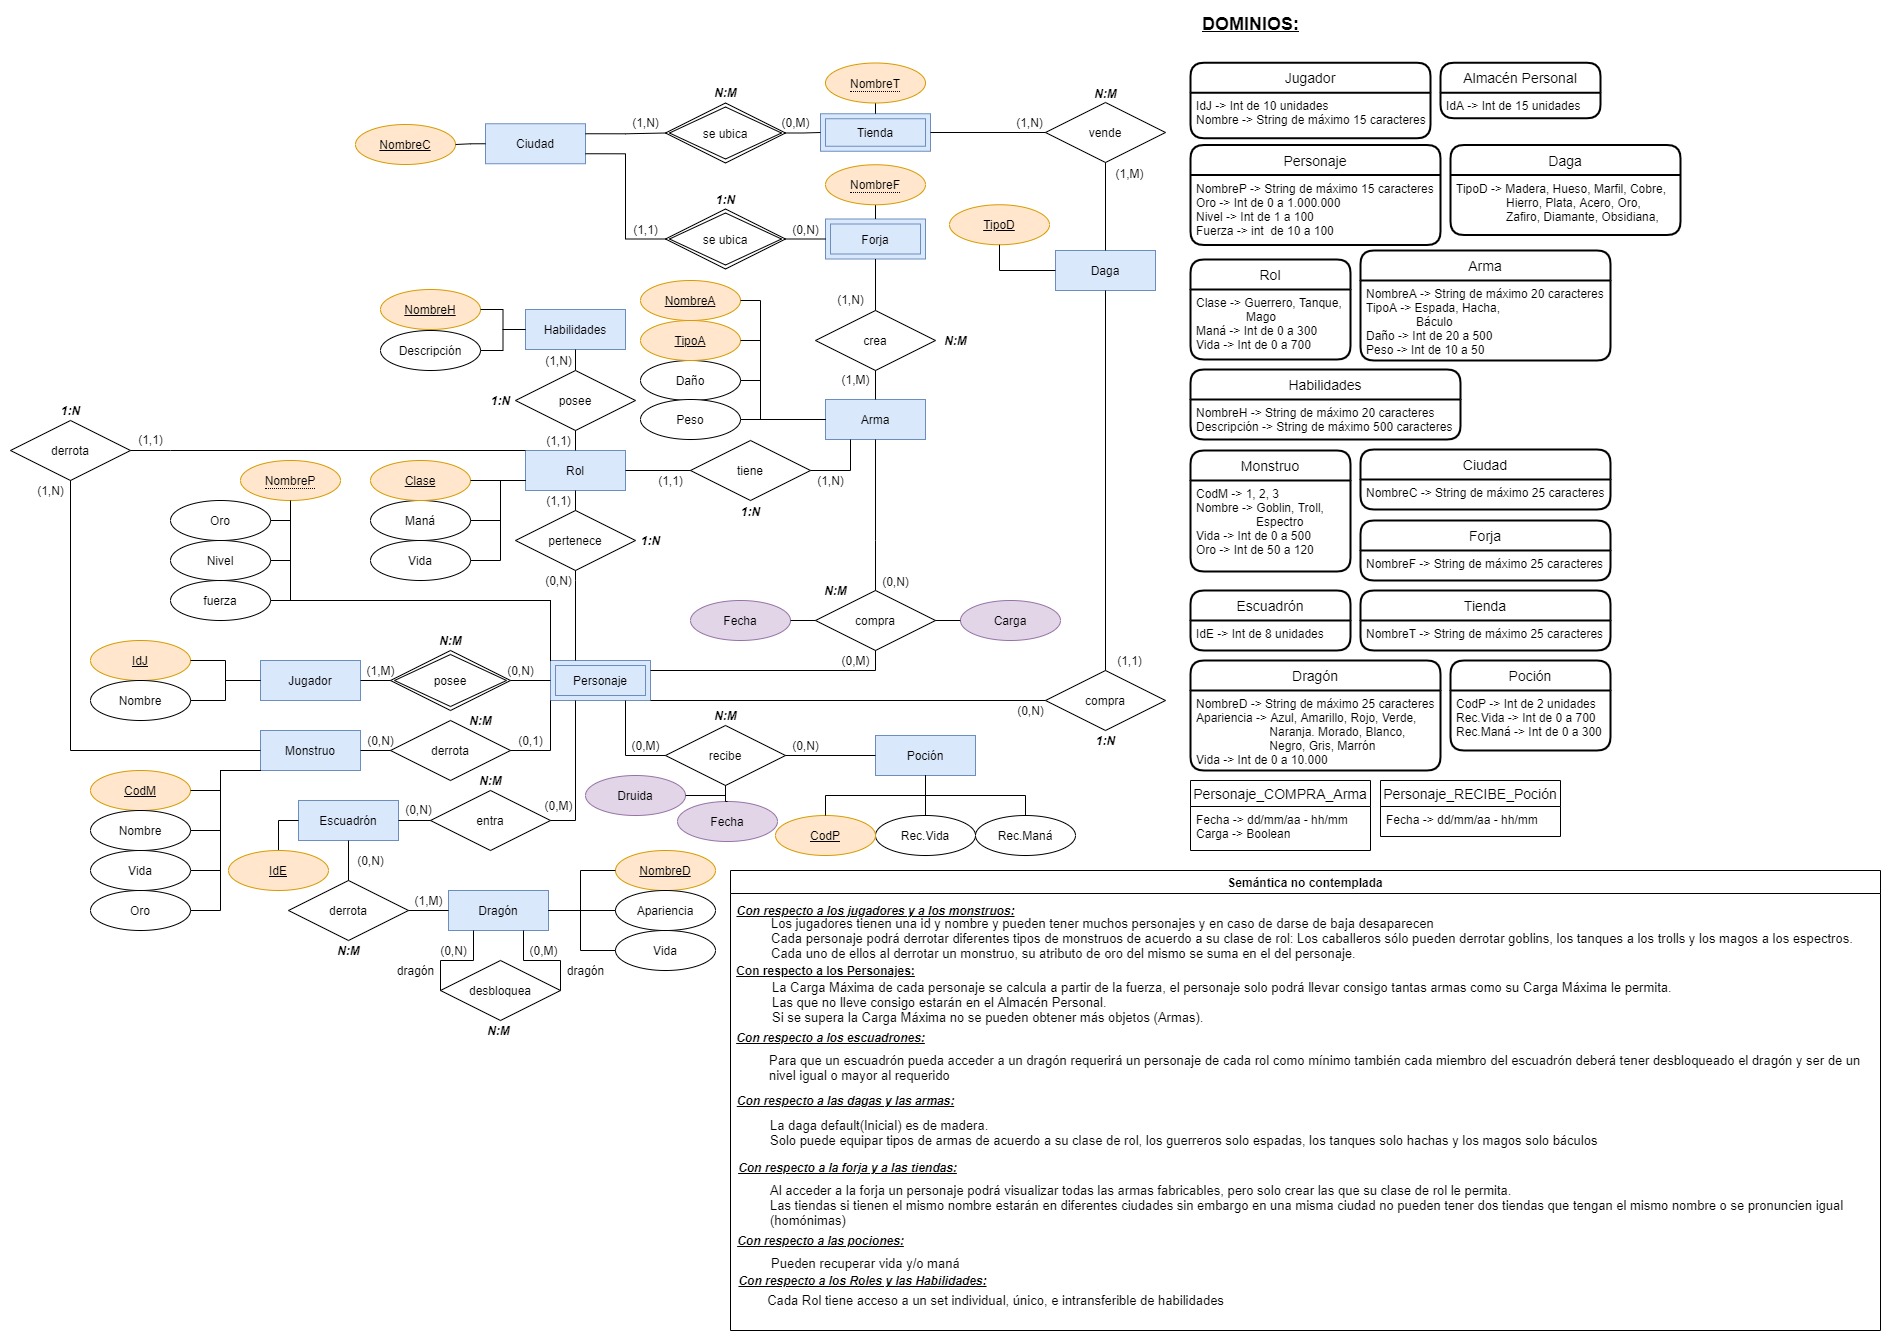 DOMINIOS:
NombreT
N:M
(1,N)
se ubica
(0,M)
Tienda
(1,N)
N:M
vende
(1,M)
NombreC
Ciudad
NombreF
1:N
(1,1)
se ubica
(0,N)
Forja
TipoD
Daga
NombreH
Descripción
Habilidades
(1,N)
1:N
posee
(1,1)
NombreA
TipoA
Daño
Peso
(1,N)
crea
N:M
(1,M)
Arma
1:N
derrota
(1,1)
(1,N)
Rol
(1,1)
tiene
(1,N)
1:N
NombreP
Oro
Nivel
fuerza
Clase
Maná
Vida
(1,1)
pertenece
1:N
(0,N)
(0,N)
N:M
Fecha
compra
Carga
(0,M)
IdJ
Nombre
Jugador
N:M
(1,M)
posee
(0,N)
Personaje
(1,1)
compra
(0,N)
1:N
Monstruo
N:M
(0,N)
derrota
(0,1)
N:M
(0,M)
recibe
(0,N)
Poción
Druida
Fecha
CodP
Rec.Vida
Rec.Maná
CodM
Nombre
Vida
Oro
Escuadrón
N:M
(0,N)
entra
(0,M)
IdE
(0,N)
derrota
(1,M)
N:M
Dragón
NombreD
Apariencia
Vida
(0,N)
(0,M)
dragón
dragón
desbloquea
N:M
Jugador
IdJ -> Int de 10 unidades
Nombre -> String de máximo 15 caracteres
Almacén Personal
IdA -> Int de 15 unidades
Personaje
NombreP -> String de máximo 15 caracteres
Oro -> Int de 0 a 1.000.000
Nivel -> Int de 1 a 100
Fuerza -> int de 10 a 100
Daga
TipoD -> Madera, Hueso, Marfil, Cobre,
Hierro, Plata, Acero, Oro,
Zafiro, Diamante, Obsidiana,
Rol
Clase -> Guerrero, Tanque,
Mago
Maná -> Int de 0 a 300
Vida -> Int de 0 a 700
Arma
NombreA -> String de máximo 20 caracteres
TipoA -> Espada, Hacha,
Báculo
Daño -> Int de 20 a 500
Peso -> Int de 10 a 50
Habilidades
NombreH -> String de máximo 20 caracteres
Descripción -> String de máximo 500 caracteres
Monstruo
CodM -> 1, 2, 3
Nombre -> Goblin, Troll,
Espectro
Vida -> Int de 0 a 500
Oro -> Int de 50 a 120
Ciudad
NombreC -> String de máximo 25 caracteres
Forja
NombreF -> String de máximo 25 caracteres
Escuadrón
IdE -> Int de 8 unidades
Tienda
NombreT -> String de máximo 25 caracteres
Dragón
NombreD -> String de máximo 25 caracteres
Apariencia -> Azul, Amarillo, Rojo, Verde,
Naranja. Morado, Blanco,
Negro, Gris, Marrón
Vida -> Int de 0 a 10.000
Poción
CodP -> Int de 2 unidades
Rec.Vida -> Int de 0 a 700
Rec.Maná -> Int de 0 a 300
Personaje_COMPRA_Arma
Fecha -> dd/mm/aa - hh/mm
Carga -> Boolean
Personaje_RECIBE_Poción
Fecha -> dd/mm/aa - hh/mm
Semántica no contemplada
Con respecto a los jugadores y a los monstruos:
Los jugadores tienen una id y nombre y pueden tener muchos personajes y en caso de darse de baja desaparecen
Cada personaje podrá derrotar diferentes tipos de monstruos de acuerdo a su clase de rol: Los caballeros sólo pueden derrotar goblins, los tanques a los trolls y los magos a los espectros.
Cada uno de ellos al derrotar un monstruo, su atributo de oro del mismo se suma en el del personaje.
Con respecto a los Personajes:
La Carga Máxima de cada personaje se calcula a partir de la fuerza, el personaje solo podrá llevar consigo tantas armas como su Carga Máxima le permita.
Las que no lleve consigo estarán en el Almacén Personal.
Si se supera la Carga Máxima no se pueden obtener más objetos (Armas).
Con respecto a los escuadrones:
Para que un escuadrón pueda acceder a un dragón requerirá un personaje de cada rol como mínimo también cada miembro del escuadrón deberá tener desbloqueado el dragón y ser de un
nivel igual o mayor al requerido
Con respecto a las dagas y las armas:
La daga default(Inicial) es de madera.
Solo puede equipar tipos de armas de acuerdo a su clase de rol, los guerreros solo espadas, los tanques solo hachas y los magos solo báculos
Con respecto a la forja y a las tiendas:
Al acceder a la forja un personaje podrá visualizar todas las armas fabricables, pero solo crear las que su clase de rol le permita.
Las tiendas si tienen el mismo nombre estarán en diferentes ciudades sin embargo en una misma ciudad no pueden tener dos tiendas que tengan el mismo nombre o se pronuncien igual
(homónimas)
Con respecto a las pociones:
Pueden recuperar vida y/o maná
Con respecto a los Roles y las Habilidades:
Cada Rol tiene acceso a un set individual, único, e intransferible de habilidades